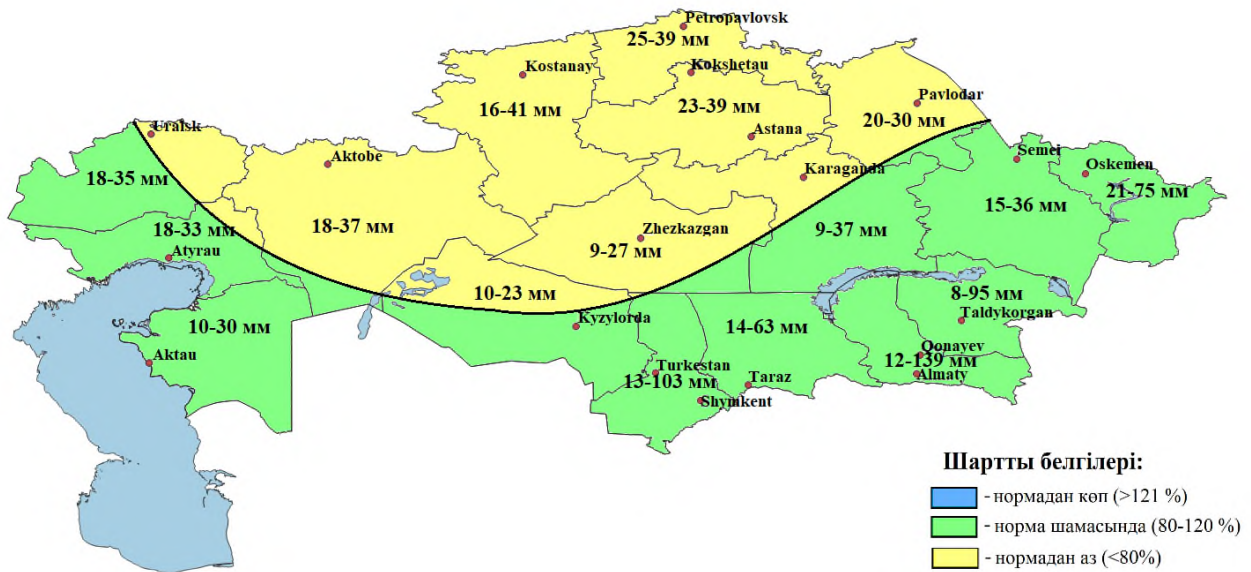 Petropavlovsk
25-39 мм
Kostanay
Kokshetau
16-41 мм
23-39 мм
Pavlodar
20-30 мм
Astana
Uralsk
Aktobe
Semei
Karaganda
Oskemen
18-35 мм
21-75 мм
15-36 мм
18-33 мм
18-37 мм
9-37 мм
Zhezkazgan
9-27 мм
Atyrau
10-23 мм
8-95 мм
10-30 мм
Kyzylorda
14-63 мм
Taldykorgan
Aktau
Qonayev
12-139 мм
Turkestan
Almaty
13-103 мм
Taraz
Shymkent
Шартты белгілері:
- нормадан көп (>121 %)
- норма шамасында (80-120 %)
- нормадан аз (<80%)